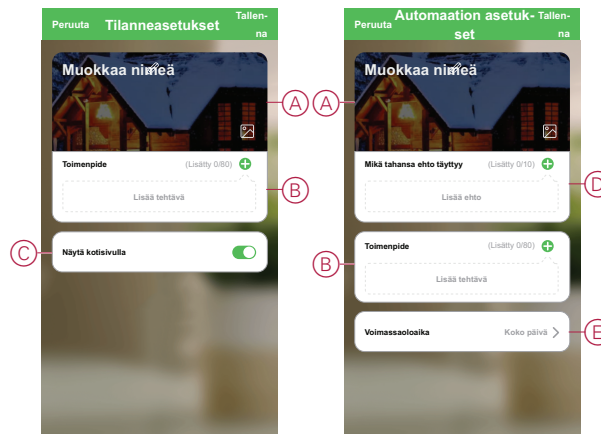 Peruuta Tilanneasetukset Tallen-
na
Muokkaa nimeä
A
Toimenpide (Lisätty 0/80)
B
Lisää tehtävä
C
Näytä kotisivulla
Peruuta Automaation asetuk- Tallen-
set na
Muokkaa nimeä
A
Mikä tahansa ehto täyttyy (Lisätty 0/10)
D
Lisää ehto
Toimenpide (Lisätty 0/80)
B
Lisää tehtävä
Voimassaoloaika Koko päivä
E